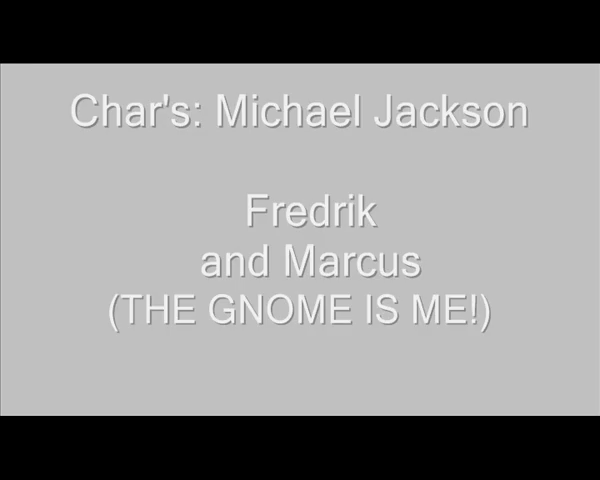 Char's: Michael Jackson
Fredrik
and Marcus
(THE GNOME IS ME!)